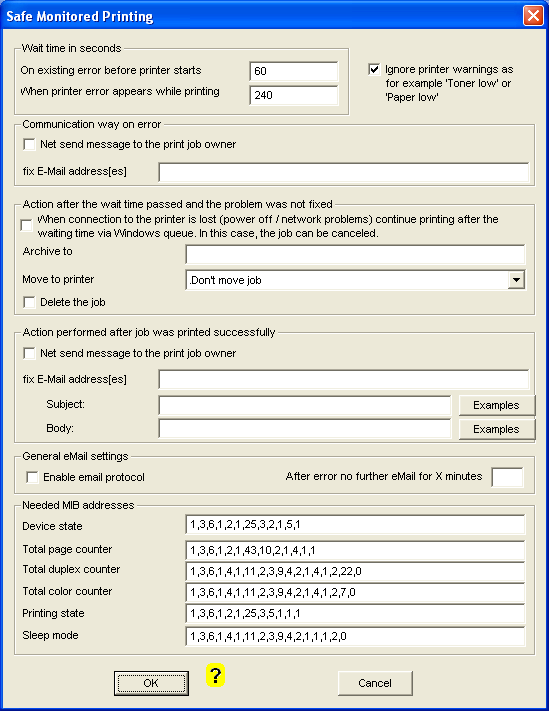 Safe Monitored Printing
Wait time in seconds
On existing error before printer starts
60
When printer error appears while printing
240
Ignore printer warnings as
for example 'Toner low' or
'Paper low'
Communication way on error
Net send message to the print job owner
fix E-Mail address[es]
Action after the wait time passed and the problem was not fixed
When connection to the printer is lost (power off / network problems) continue printing after the
waiting time via Windows queue. In this case, the job can be canceled.
Archive to
Move to printer
.Don't move job
Delete the job
Action performed after job was printed successfully
Net send message to the print job owner
fix E-Mail address[es]
Subject:
Examples
Body:
Examples
General eMail settings
Enable email protocol
After error no further eMail for X minutes
Needed MIB addresses
Device state
1,3,6,1,2,1,25,3,2,1,5,1
Total page counter
1,3,6,1,2,1,43,10,2,1,4,1,1
Total duplex counter
1,3,6,1,4,1,11,2,3,9,4,2,1,4,1,2,22,0
Total color counter
1,3,6,1,4,1,11,2,3,9,4,2,1,4,1,2,7,0
Printing state
1,3,6,1,2,1,25,3,5,1,1,1
Sleep mode
1,3,6,1,4,1,11,2,3,9,4,2,1,1,1,2,0
OK
?
Cancel